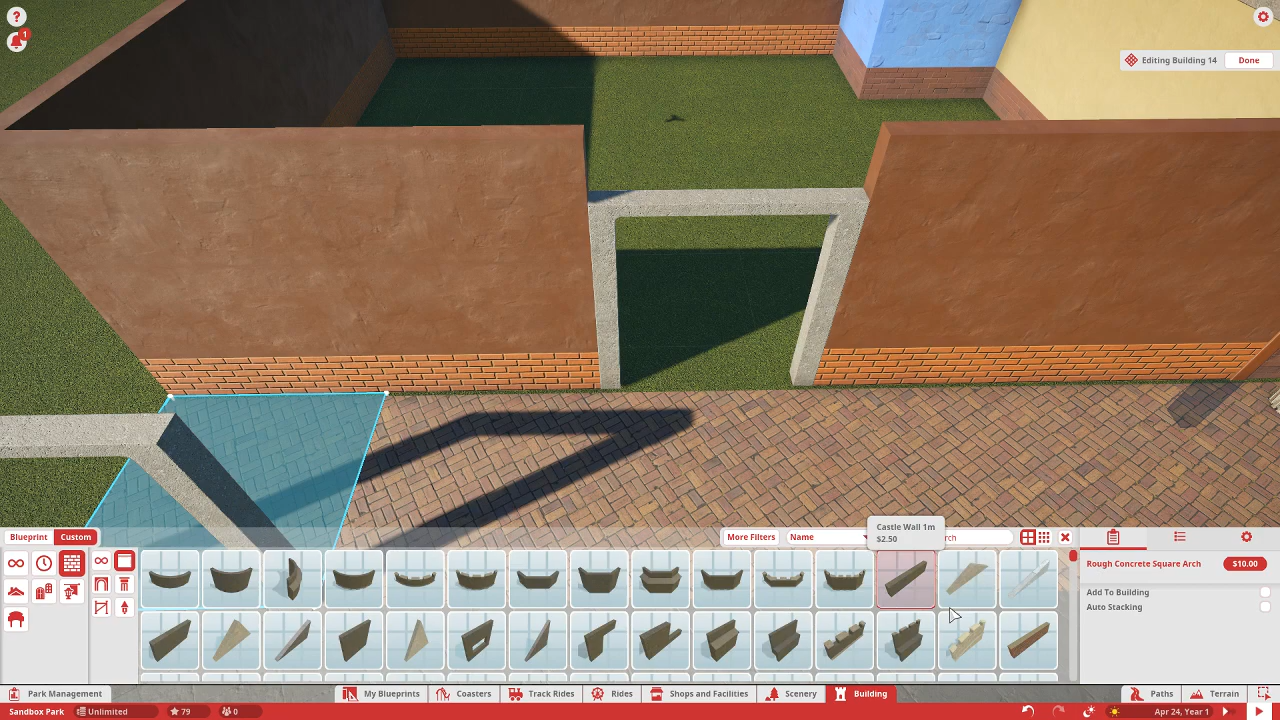 ?
1
Editing Building 14
Done
Castle Wall 1m
$2.50
Blueprint
Custom
More Filters
Name
rch
Rough Concrete Square Arch
$10.00
Add To Building
Auto Stacking
Park Management
My Blueprints
Coasters
Track Rides
Rides
Shops and Facilities
Scenery
Building
Paths
Terrain
Sandbox Park
Unlimited
79
0
Apr 24, Year 1